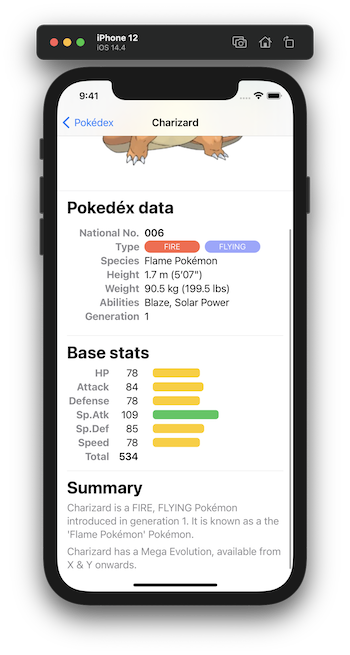 iPhone 12
iOS 14.4
9:41
Pokédex
Charizard
Pokedéx data
National No. 006
Type FIRE FLYING
Species Flame Pokémon
Height 1.7 m (5'07")
Weight 90.5 kg (199.5 lbs)
Abilities Blaze, Solar Power
Generation 1
Base stats
HP 78
Attack 84
Defense 78
Sp.Atk 109
Sp.Def 85
Speed 78
Total 534
Summary
Charizard is a FIRE, FLYING Pokémon
introduced in generation 1. It is known as a the
'Flame Pokémon' Pokémon.
Charizard has a Mega Evolution, available from
X & Y onwards.